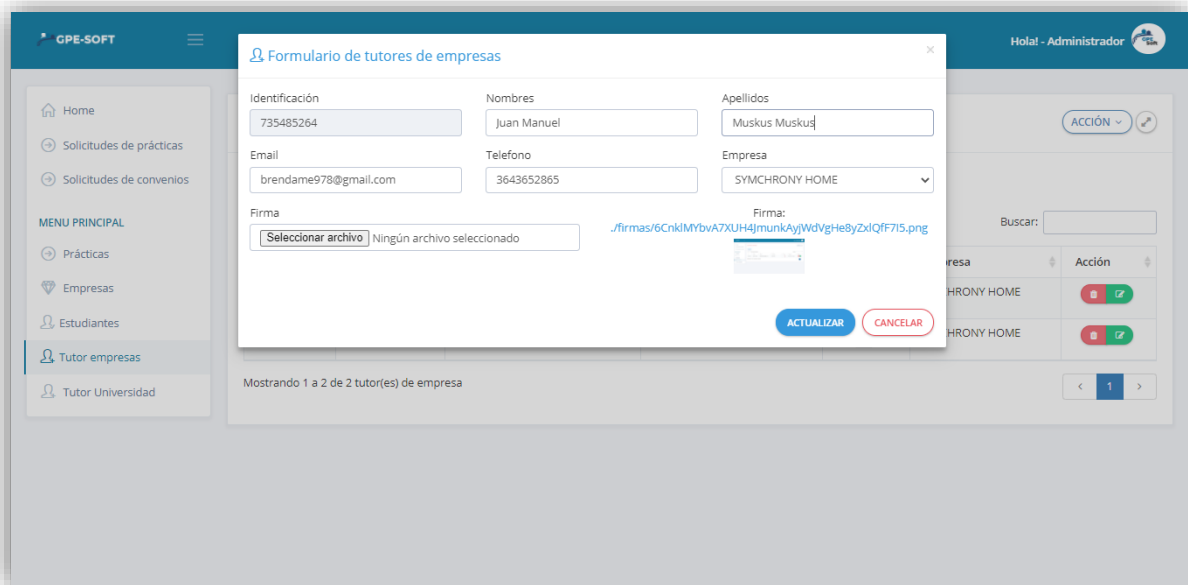 GPE-SOFT
Hola! - Administrador
Home
Solicitudes de prácticas
Solicitudes de convenios
MENU PRINCIPAL
Prácticas
Empresas
Estudiantes
Tutor empresas
Tutor Universidad
Formulario de tutores de empresas
×
Identificación Nombres Apellidos
735485264 Juan Manuel Muskus Muskus
Email Telefono Empresa
brendame978@gmail.com 3643652865 SYMCHRONY HOME
Firma Firma:
Seleccionar archivo Ningún archivo seleccionado
./firmas/6CnklMYbvA7XUH4JmunkAyjWdVgHe8yZxlQfF7I5.png
ACTUALIZAR CANCELAR
ACCIÓN
Buscar:
resa Acción
HRONY HOME
HRONY HOME
Mostrando 1 a 2 de 2 tutor(es) de empresa
< 1 >